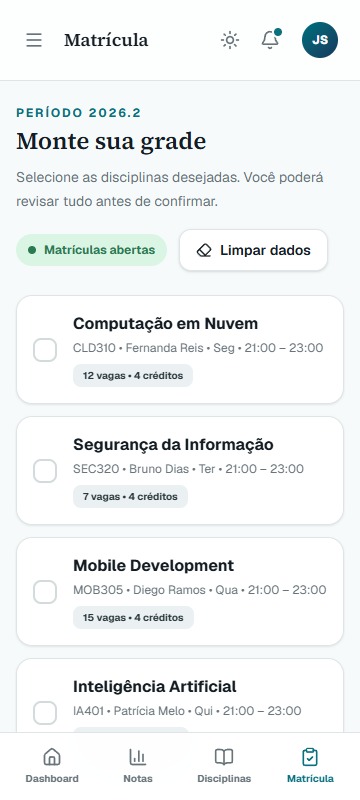 Matrícula
JS
PERÍODO 2026.2
Monte sua grade
Selecione as disciplinas desejadas. Você poderá
revisar tudo antes de confirmar.
Matrículas abertas
Limpar dados
Computação em Nuvem
CLD310 • Fernanda Reis • Seg • 21:00 – 23:00
12 vagas • 4 créditos
Segurança da Informação
SEC320 • Bruno Dias • Ter • 21:00 – 23:00
7 vagas • 4 créditos
Mobile Development
MOB305 • Diego Ramos • Qua • 21:00 – 23:00
15 vagas • 4 créditos
Inteligência Artificial
IA401 • Patrícia Melo • Qui • 21:00 – 23:00
Dashboard
Notas
Disciplinas
Matrícula